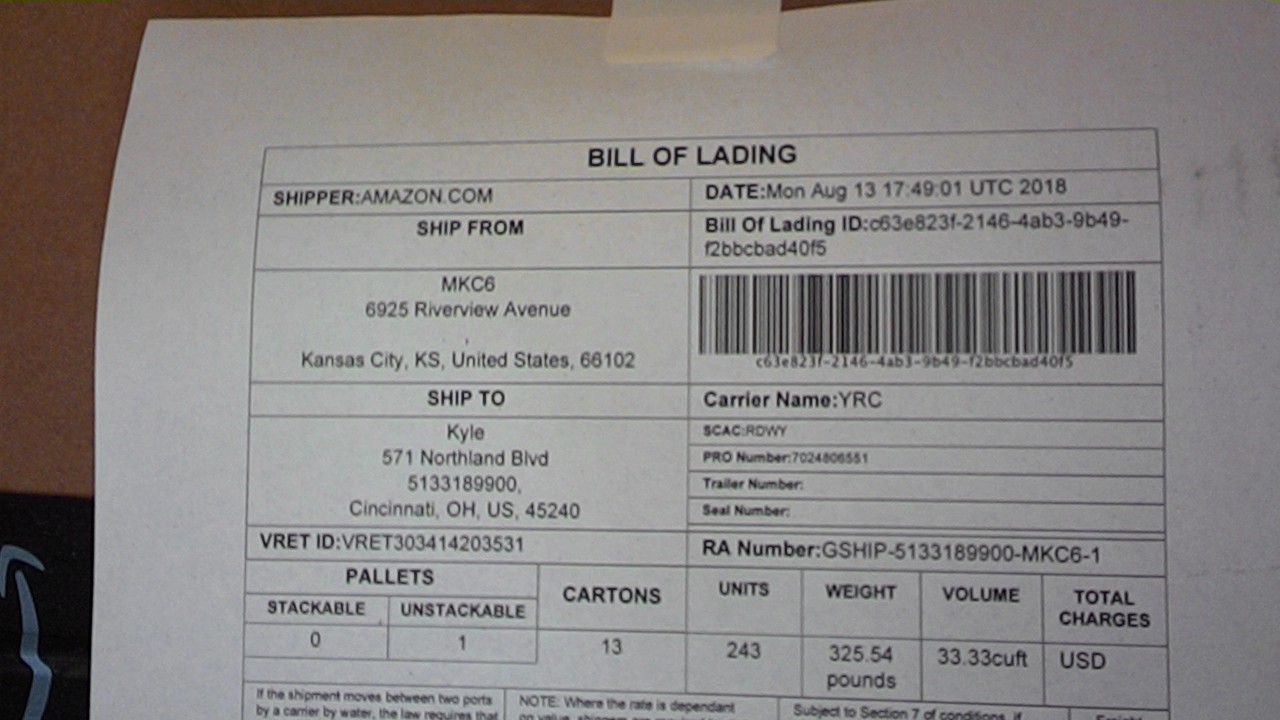 BILL OF LADING
SHIPPER:AMAZON.COM
DATE:Mon Aug 13 17:49:01 UTC 2018
SHIP FROM
Bill Of Lading ID:c63e823f-2146-4ab3-9b49-
f2bbcbad40f5
MKC6
6925 Riverview Avenue
,
Kansas City, KS, United States, 66102
c63e823f-2146-4ab3-9b49-f2bbcbad40f5
SHIP TO
Kyle
571 Northland Blvd
5133189900,
Cincinnati, OH, US, 45240
Carrier Name:YRC
SCAC:RDWY
PRO Number:7024806551
Trailer Number:
Seal Number:
VRET ID:VRET303414203531
RA Number:GSHIP-5133189900-MKC6-1
PALLETS
STACKABLE
UNSTACKABLE
CARTONS
UNITS
WEIGHT
VOLUME
TOTAL
CHARGES
0
1
13
243
325.54
pounds
33.33cuft
USD
If the shipment moves between two ports
by a carrier by water, the law requires that
NOTE: Where the rate is dependant
on value, shippers are
Subject to Section 7 of conditions, if